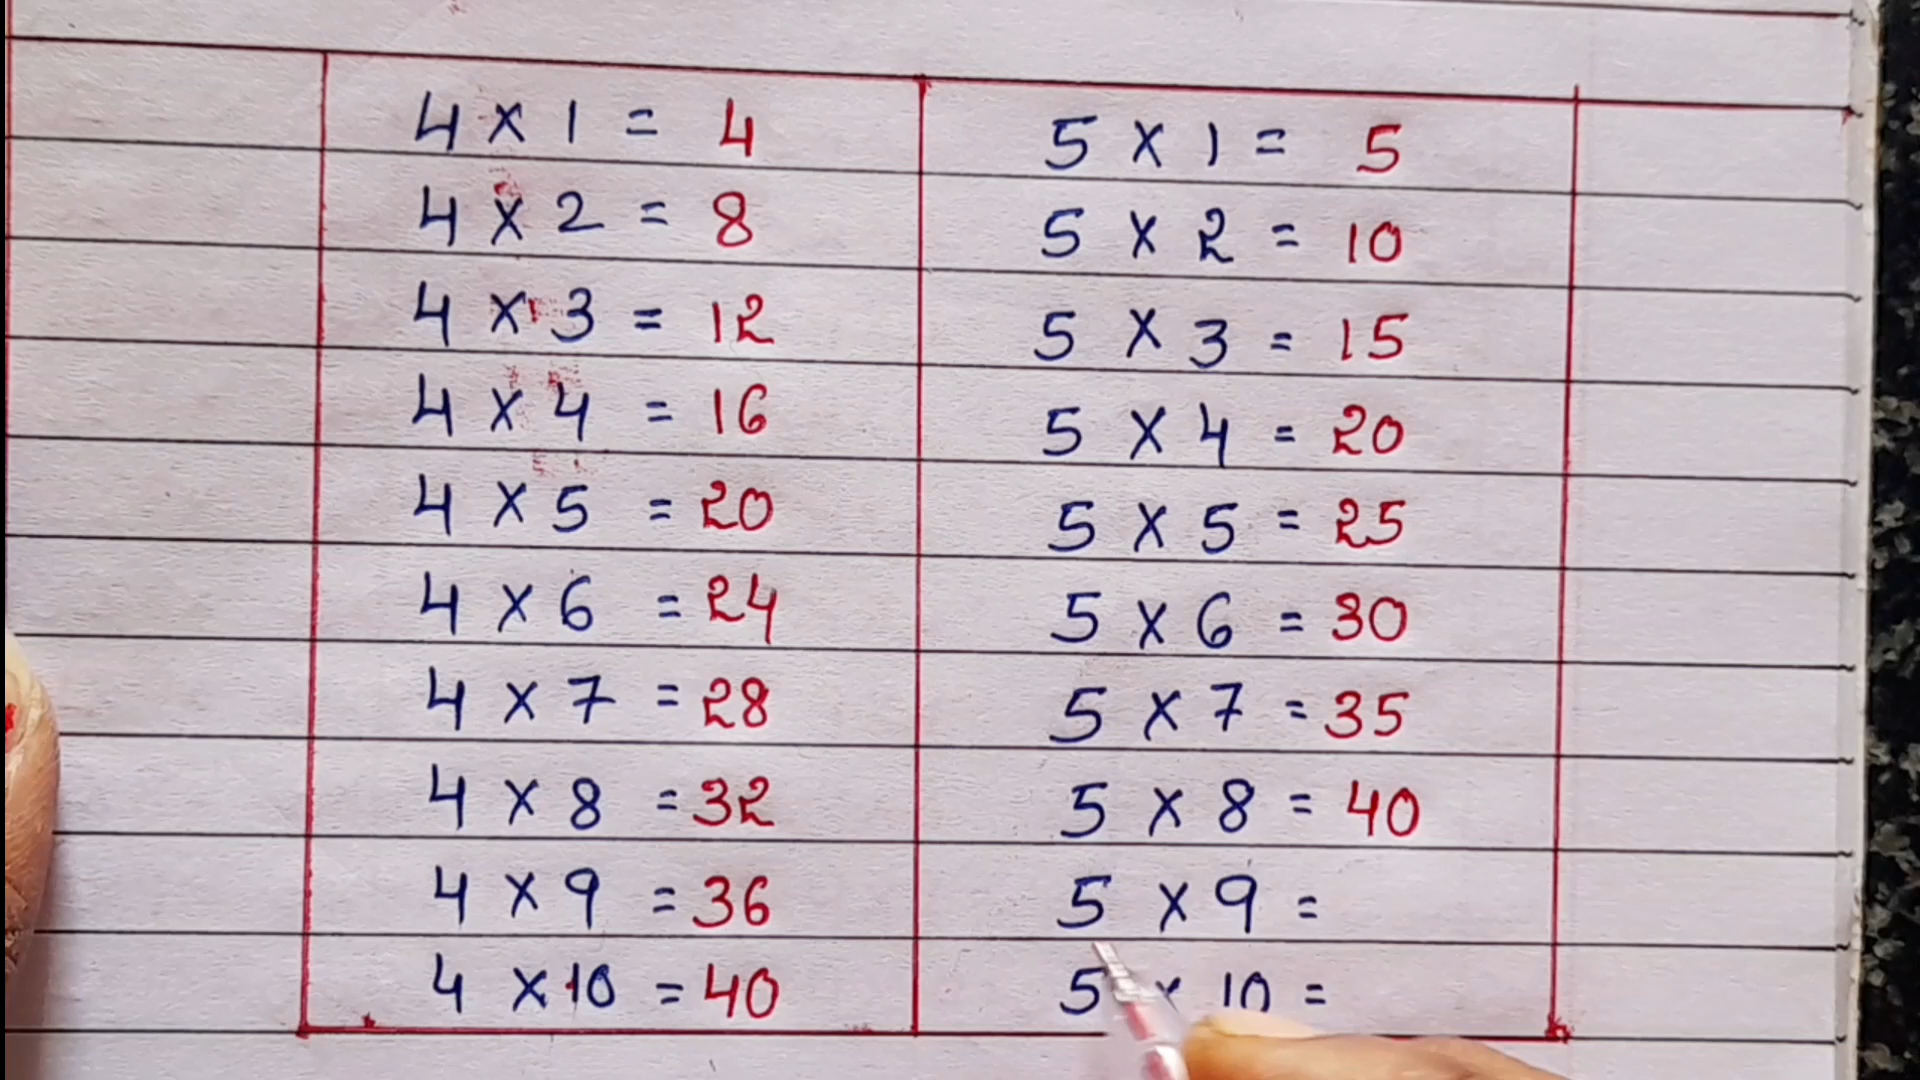 4 × 1 = 4
4 × 2 = 8
4 × 3 = 12
4 × 4 = 16
4 × 5 = 20
4 × 6 = 24
4 × 7 = 28
4 × 8 = 32
4 × 9 = 36
4 × 10 = 40
5 × 1 = 5
5 × 2 = 10
5 × 3 = 15
5 × 4 = 20
5 × 5 = 25
5 × 6 = 30
5 × 7 = 35
5 × 8 = 40
5 × 9 =
5 × 10 =